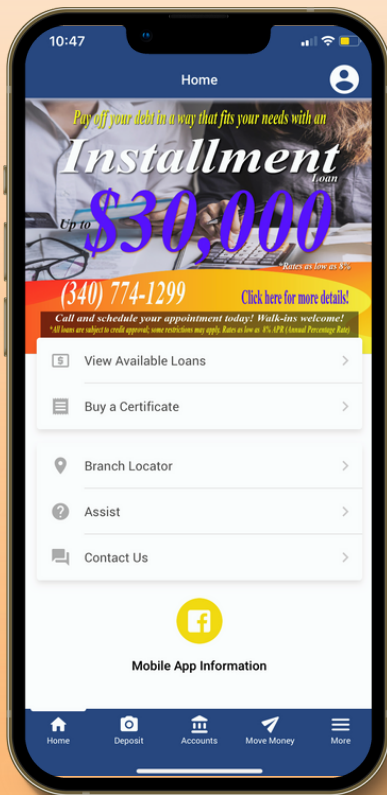 10:47
Home
Pay off your debt in a way that fits your needs with an
Installment
Loan
Up to
$30,000
*Rates as low as 8%
(340) 774-1299
Click here for more details!
Call and schedule your appointment today! Walk-ins welcome!
*All loans are subject to credit approval; some restrictions may apply. Rates as low as 8% APR (Annual Percentage Rate)
View Available Loans
Buy a Certificate
Branch Locator
Assist
Contact Us
Mobile App Information
Home
Deposit
Accounts
Move Money
More